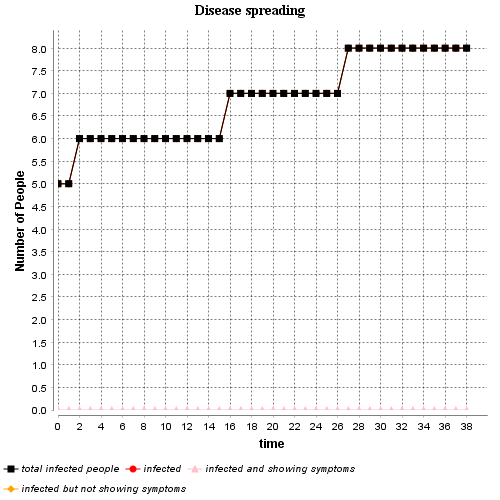 Disease spreading
Number of People
8.0
7.5
7.0
6.5
6.0
5.5
5.0
4.5
4.0
3.5
3.0
2.5
2.0
1.5
1.0
0.5
0.0
0 2 4 6 8 10 12 14 16 18 20 22 24 26 28 30 32 34 36 38
time
total infected people infected infected and showing symptoms
infected but not showing symptoms